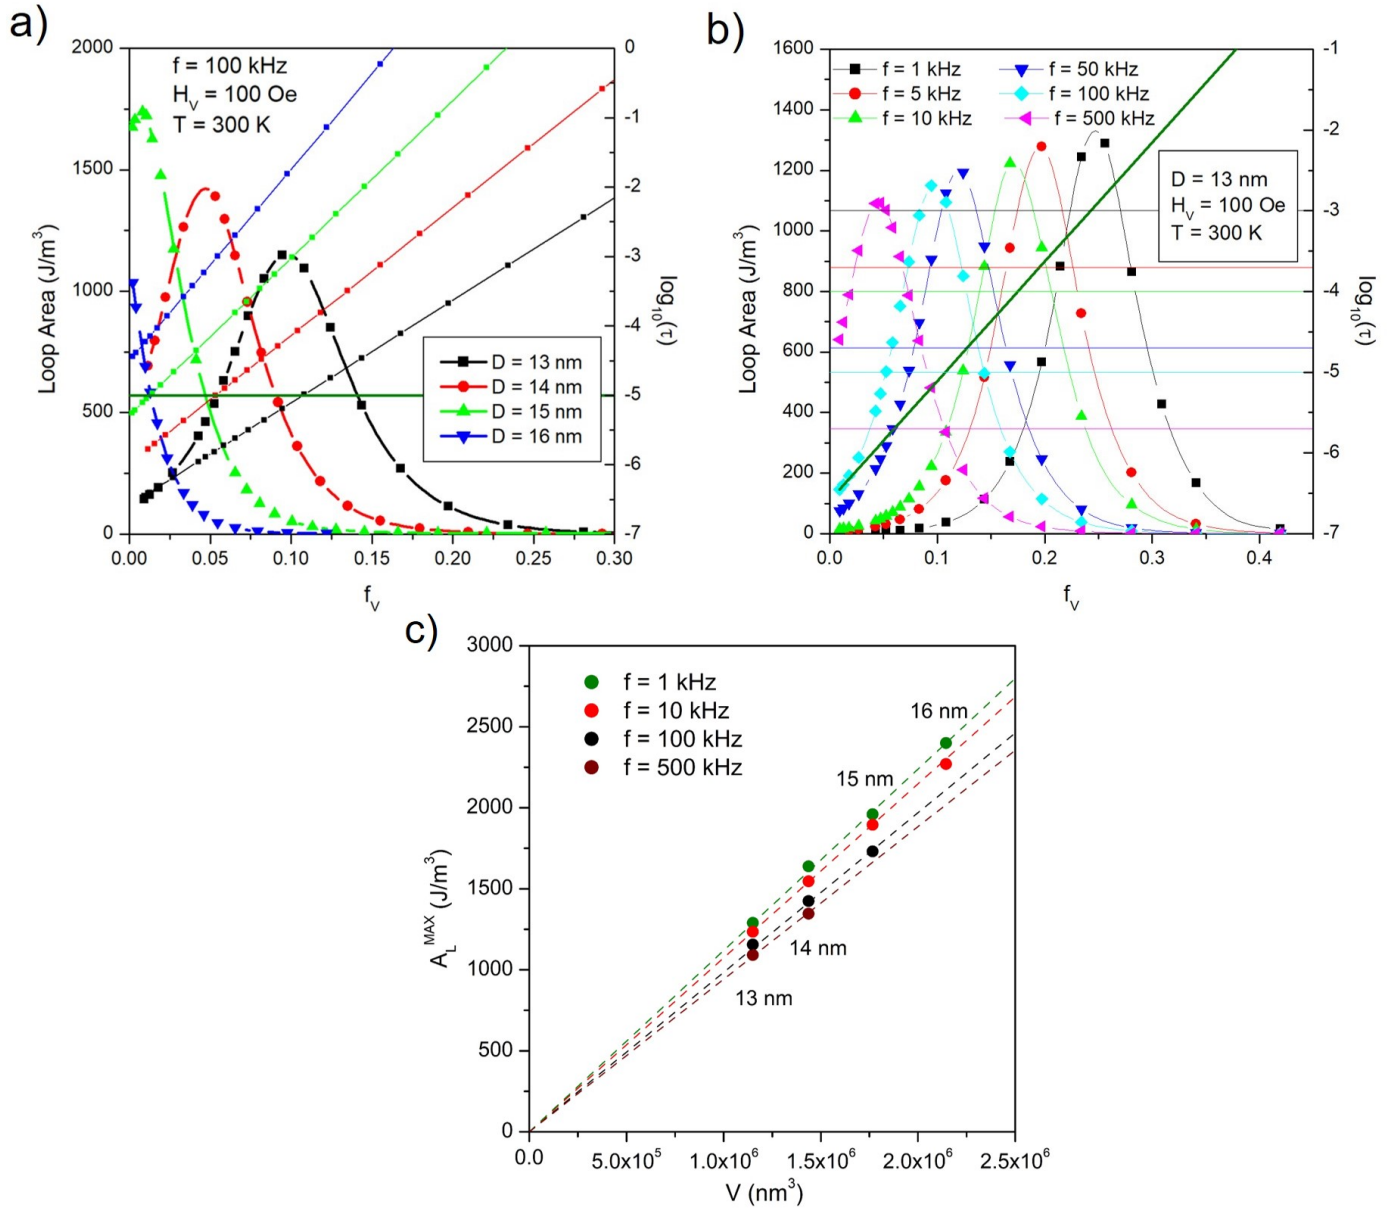 a)
f = 100 kHz
H_V = 100 Oe
T = 300 K
2000
1500
1000
500
0
Loop Area (J/m³)
0
-1
-2
-3
-4
-5
-6
-7
log₁₀(τ)
D = 13 nm
D = 14 nm
D = 15 nm
D = 16 nm
0.00 0.05 0.10 0.15 0.20 0.25 0.30
f_V
b)
1600
1400
1200
1000
800
600
400
200
0
Loop Area (J/m³)
f = 1 kHz
f = 5 kHz
f = 10 kHz
f = 50 kHz
f = 100 kHz
f = 500 kHz
D = 13 nm
H_V = 100 Oe
T = 300 K
-1
-2
-3
-4
-5
-6
-7
log₁₀(τ)
0.0 0.1 0.2 0.3 0.4
f_V
c)
3000
2500
2000
1500
1000
500
0
A_L^MAX (J/m³)
f = 1 kHz
f = 10 kHz
f = 100 kHz
f = 500 kHz
16 nm
15 nm
14 nm
13 nm
0.0 5.0x10⁵ 1.0x10⁶ 1.5x10⁶ 2.0x10⁶ 2.5x10⁶
V (nm³)